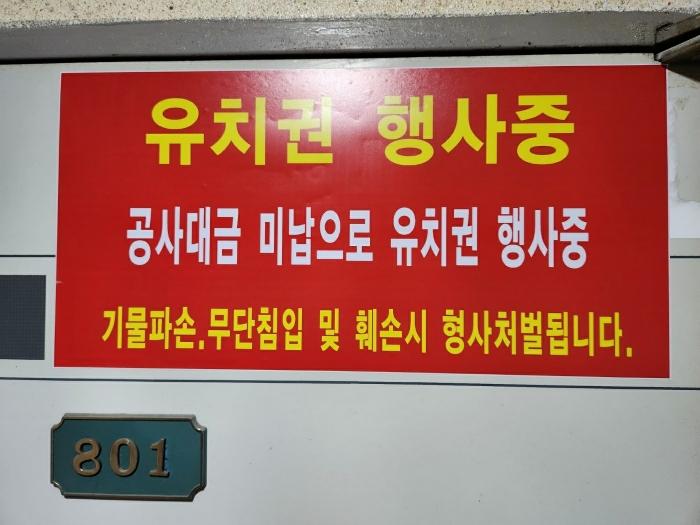 유치권 행사중
공사대금 미납으로 유치권 행사중
기물파손.무단침입 및 훼손시 형사처벌됩니다.
801